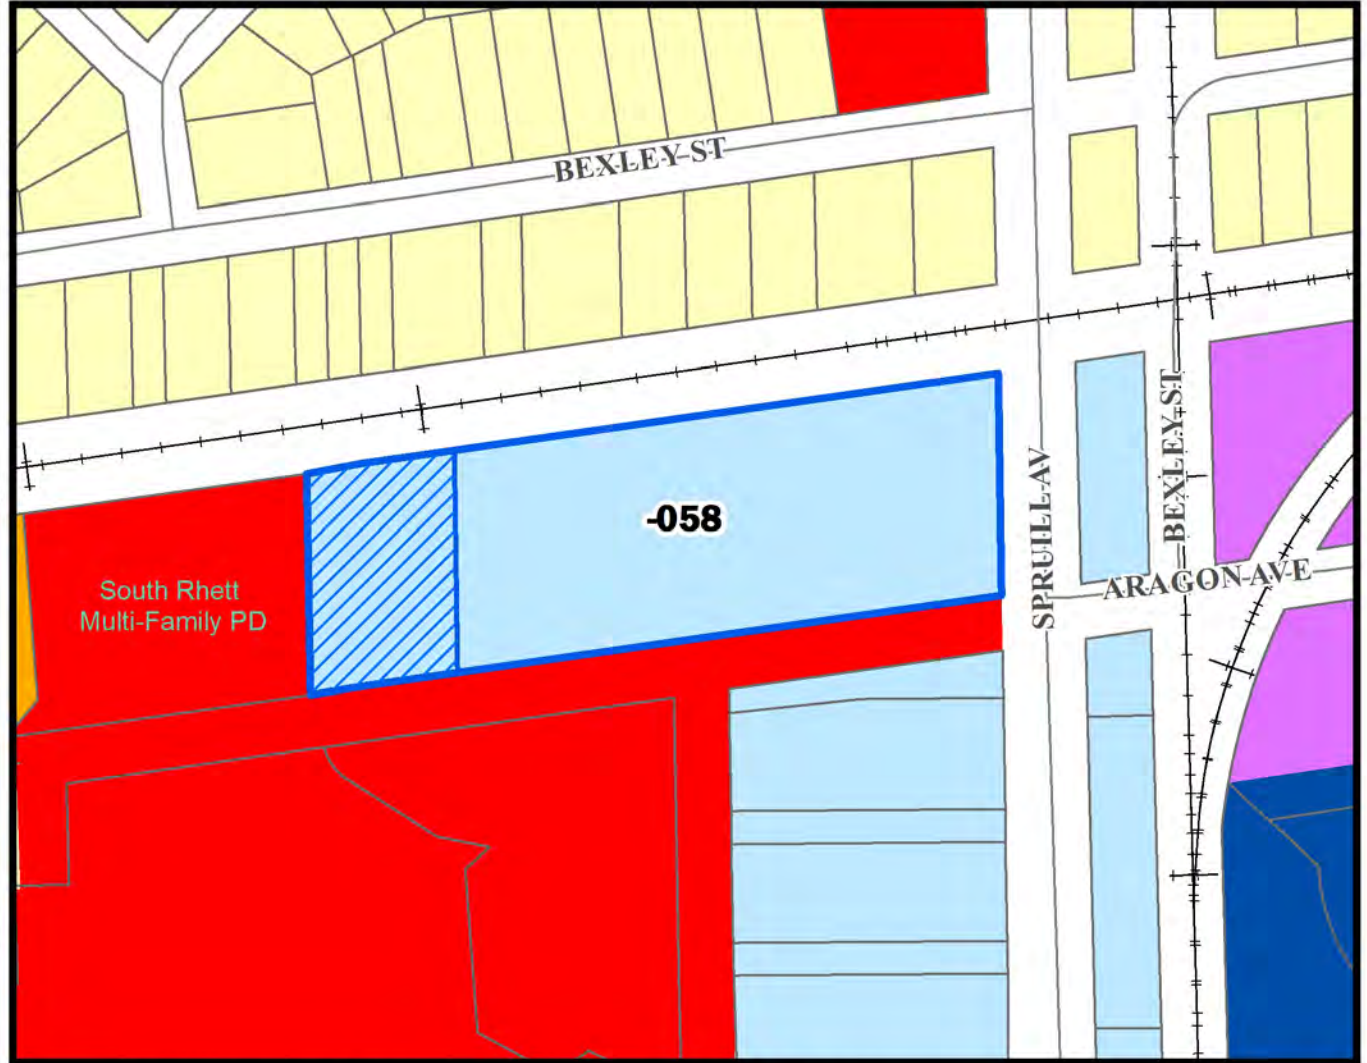 BEXLEY ST
-058
South Rhett
Multi-Family PD
SPRUILL AV
BEXLEY ST
ARAGON AVE